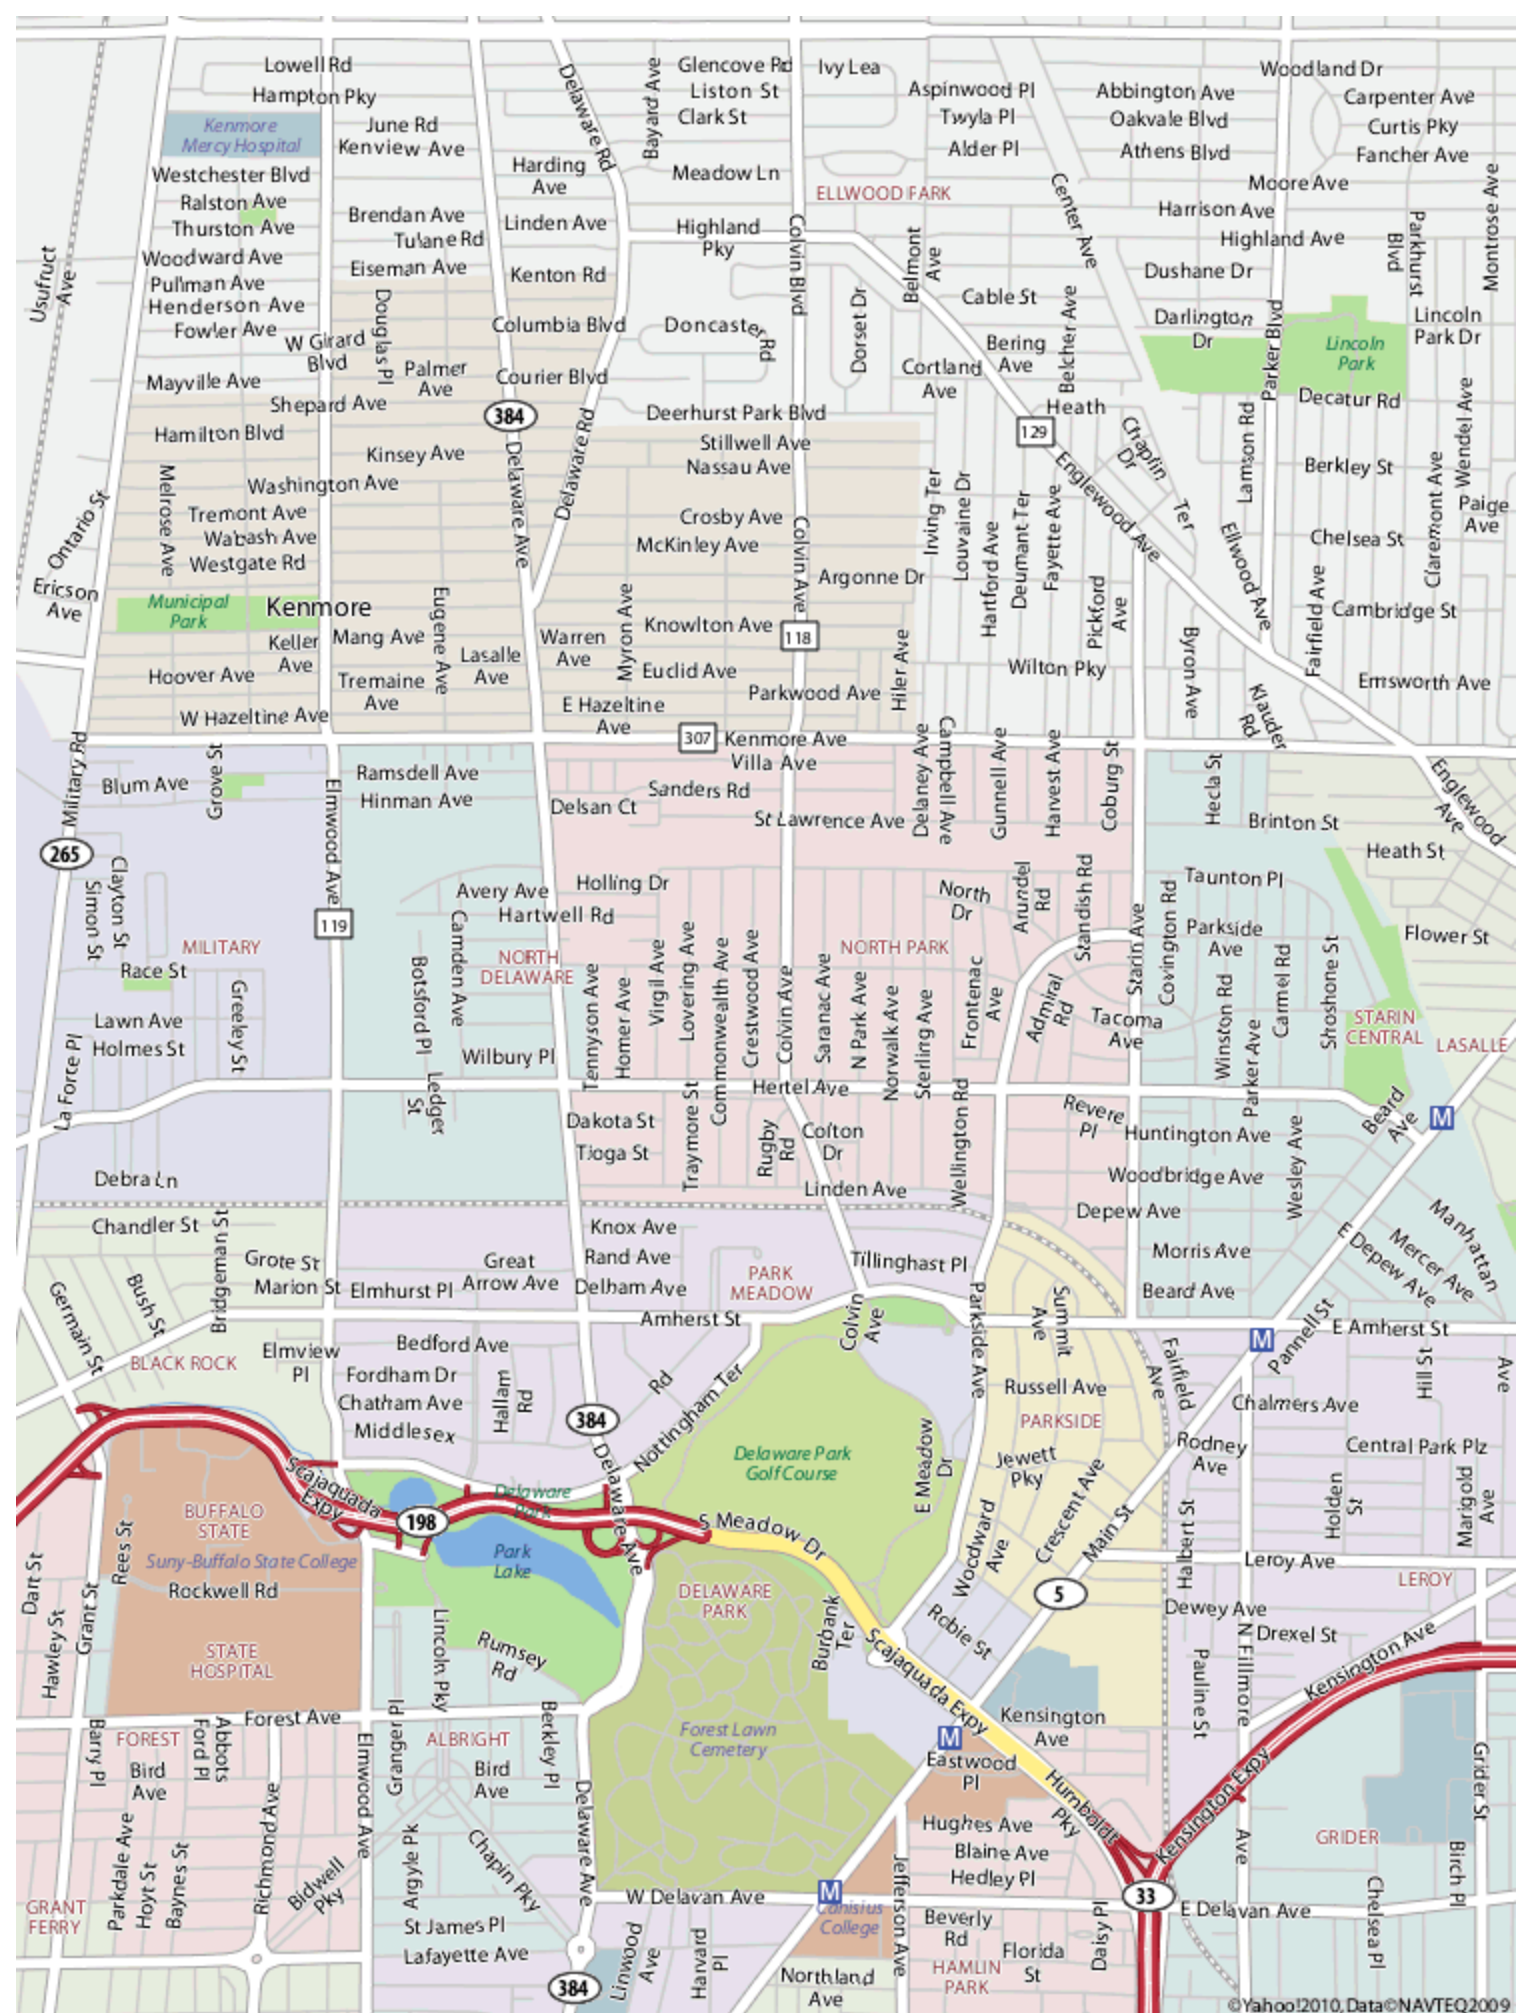 Lowell Rd
Hampton Pky
Kenmore
Mercy Hospital
June Rd
Kenview Ave
Westchester Blvd
Ralston Ave
Thurston Ave
Woodward Ave
Pullman Ave
Henderson Ave
Fowler Ave
Brendan Ave
Tulane Rd
Eiseman Ave
Usufruct
Ave
Douglas Pl
W Girard
Blvd
Palmer
Ave
Mayville Ave
Shepard Ave
Hamilton Blvd
Kinsey Ave
Washington Ave
Melrose Ave
Tremont Ave
Wabash Ave
Westgate Rd
Ontario St
Ericson
Ave
Municipal
Park
Kenmore
Keller
Ave
Mang Ave
Eugene Ave
Lasalle
Ave
Hoover Ave
Tremaine
Ave
W Hazeltine Ave
Delaware Rd
Bayard Ave
Glencove Rd
Liston St
Clark St
Meadow Ln
Ivy Lea
Harding
Ave
Linden Ave
Kenton Rd
Highland
Pky
Colvin Blvd
Columbia Blvd
Courier Blvd
Doncaster
Rd
Dorset Dr
384
Delaware Ave
Delaware Rd
Deerhurst Park Blvd
Stillwell Ave
Nassau Ave
Crosby Ave
McKinley Ave
Colvin Ave
Argonne Dr
Warren
Ave
Myron Ave
Knowlton Ave
118
Euclid Ave
Parkwood Ave
Hiler Ave
E Hazeltine
Ave
307
Kenmore Ave
Villa Ave
Aspinwood Pl
Twyla Pl
Alder Pl
ELLWOOD PARK
Center Ave
Belmont
Ave
Cable St
Bering
Ave
Belcher Ave
Cortland
Ave
Heath
129
Chaplin
Dr
Ter
Englewood Ave
Irving Ter
Louvaine Dr
Hartford Ave
Deumant Ter
Fayette Ave
Pickford
Ave
Wilton Pky
Abbington Ave
Oakvale Blvd
Athens Blvd
Woodland Dr
Carpenter Ave
Curtis Pky
Fancher Ave
Moore Ave
Harrison Ave
Highland Ave
Dushane Dr
Darlington
Dr
Parkhurst
Blvd
Montrose Ave
Parker Blvd
Lincoln
Park
Lincoln
Park Dr
Decatur Rd
Lamson Rd
Wendel Ave
Berkley St
Claremont Ave
Paige
Ave
Chelsea St
Ellwood Ave
Fairfield Ave
Cambridge St
Byron Ave
Klauder
Rd
Emsworth Ave
Military Rd
Blum Ave
Grove St
Elmwood Ave
Ramsdell Ave
Hinman Ave
Delsan Ct
Sanders Rd
St Lawrence Ave
Delaney Ave
Campbell Ave
Gunnell Ave
Harvest Ave
Coburg St
Hecla St
Brinton St
Englewood
Ave
Heath St
265
Clayton St
Simon St
119
Avery Ave
Hartwell Rd
Holling Dr
North
Dr
Arundel
Rd
Standish Rd
Starin Ave
Covington Rd
Taunton Pl
Parkside
Ave
Flower St
MILITARY
Race St
Greeley St
Lawn Ave
Holmes St
La Force Pl
Botsford Pl
Camden Ave
NORTH
DELAWARE
Wilbury Pl
Ledger
St
Tennyson Ave
Homer Ave
Virgil Ave
Lovering Ave
Commonwealth Ave
Crestwood Ave
Colvin Ave
NORTH PARK
Saranac Ave
N Park Ave
Norwalk Ave
Sterling Ave
Frontenac
Ave
Admiral
Rd
Tacoma
Ave
Winston Rd
Parker Ave
Carmel Rd
Shoshone St
STARIN
CENTRAL
LASALLE
Hertel Ave
Beard
Ave
M
Dakota St
Tioga St
Traymore St
Rugby
Rd
Colton
Dr
Linden Ave
Wellington Rd
Revere
Pl
Huntington Ave
Woodbridge Ave
Wesley Ave
Depew Ave
Morris Ave
Beard Ave
E Depew Ave
Mercer Ave
Manhattan
Debra Ln
Chandler St
Bridgeman St
Grote St
Marion St
Bush St
Germain St
BLACK ROCK
Elmhurst Pl
Great
Arrow Ave
Knox Ave
Rand Ave
Delham Ave
PARK
MEADOW
Amherst St
Tillinghast Pl
Colvin
Ave
Parkside Ave
Summit
Ave
Fairfield
Ave
M
Pannell St
E Amherst St
Hill St
Ave
Elmview
Pl
Bedford Ave
Fordham Dr
Chatham Ave
Middlesex
Hallam
Rd
384
Rd
Nottingham Ter
Delaware Ave
Delaware Park
Golf Course
E Meadow
Dr
Russell Ave
PARKSIDE
Jewett
Pky
Crescent Ave
Woodward
Ave
Main St
Chalmers Ave
Rodney
Ave
Central Park Plz
Holden
St
Marigold
Ave
Halbert St
Leroy Ave
LEROY
Scajaquada
Expy
198
Delaware
Park
Park
Lake
S Meadow Dr
BUFFALO
STATE
Suny-Buffalo State College
Rockwell Rd
STATE
HOSPITAL
Rees St
Dart St
Hawley St
Grant St
Lincoln Pky
Rumsey
Rd
DELAWARE
PARK
Burbank
Ter
Scajaquada Expy
Robie St
5
Dewey Ave
Drexel St
Pauline St
N Fillmore
Kensington Ave
Forest Ave
FOREST
Barry Pl
Abbots
Ford Pl
Bird
Ave
Granger Pl
ALBRIGHT
Bird
Ave
Berkley Pl
Forest Lawn
Cemetery
M
Kensington
Ave
Eastwood
Pl
Humboldt
Pky
Kensington Expy
Grider St
GRIDER
Parkdale Ave
Hoyt St
Baynes St
Richmond Ave
Elmwood Ave
Argyle Pk
Chapin Pky
Bidwell
Pky
Delaware Ave
Hughes Ave
Blaine Ave
Hedley Pl
Ave
Birch Pl
GRANT
FERRY
St James Pl
Lafayette Ave
W Delavan Ave
M
Canisius
College
Jefferson Ave
33
E Delavan Ave
Chelsea Pl
384
Linwood
Ave
Harvard
Pl
Northland
Ave
Beverly
Rd
Florida
St
HAMLIN
PARK
Daisy Pl
©Yahoo!2010, Data©NAVTEQ2009